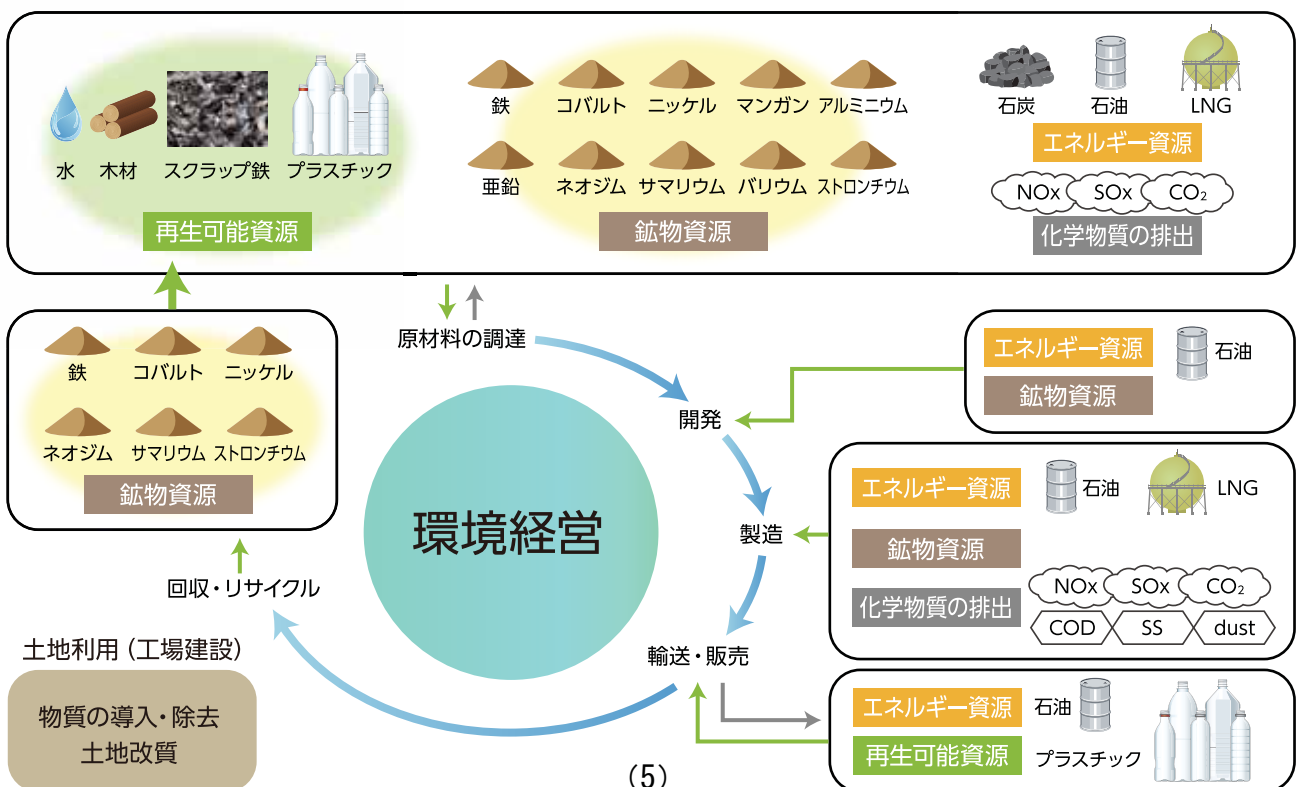 水
木材
スクラップ鉄
プラスチック
再生可能資源
鉄
コバルト
ニッケル
マンガン
アルミニウム
亜鉛
ネオジム
サマリウム
バリウム
ストロンチウム
鉱物資源
石炭
石油
LNG
エネルギー資源
NOx
SOx
CO₂
化学物質の排出
原材料の調達
鉄
コバルト
ニッケル
ネオジム
サマリウム
ストロンチウム
鉱物資源
回収・リサイクル
環境経営
開発
製造
輸送・販売
エネルギー資源
石油
鉱物資源
エネルギー資源
石油
LNG
鉱物資源
化学物質の排出
NOx
SOx
CO₂
COD
SS
dust
エネルギー資源
石油
再生可能資源
プラスチック
土地利用（工場建設）
物質の導入・除去
土地改質
（5）